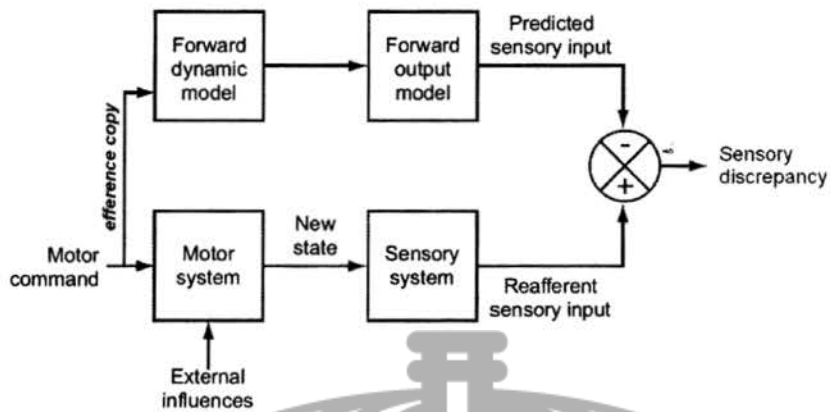 Forward
dynamic
model
Forward
output
model
Predicted
sensory input
efference copy
-
+
Sensory
discrepancy
Motor
command
Motor
system
New
state
Sensory
system
Reafferent
sensory input
External
influences